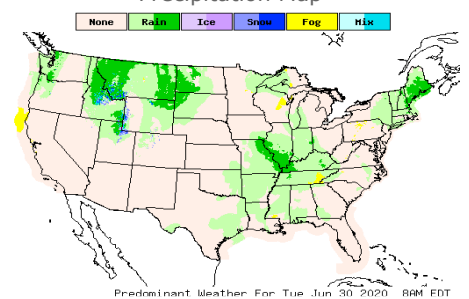 Precipitation Map
None Rain Ice Snow Fog Mix
Predominant Weather For Tue Jun 30 2020 8AM EDT